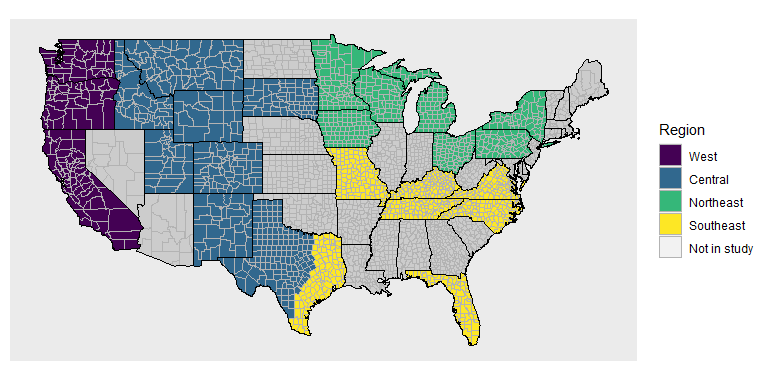 Region
West
Central
Northeast
Southeast
Not in study